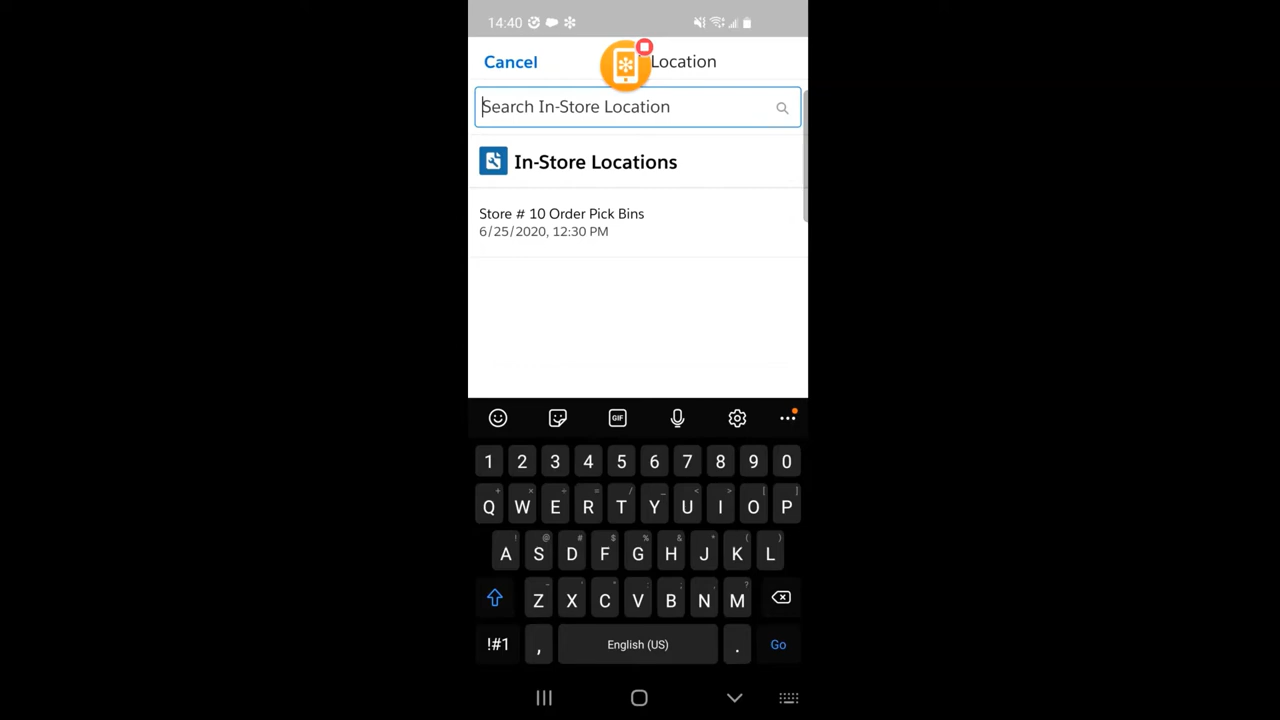 14:40
Cancel
Location
Search In-Store Location
In-Store Locations
Store # 10 Order Pick Bins
6/25/2020, 12:30 PM
GIF
1 2 3 4 5 6 7 8 9 0
+ × ÷ = / _ < > [ ]
Q W E R T Y U I O P
! @ # $ % & * ( )
A S D F G H J K L
- ' " : ; , ?
Z X C V B N M
!#1 , English (US) . Go